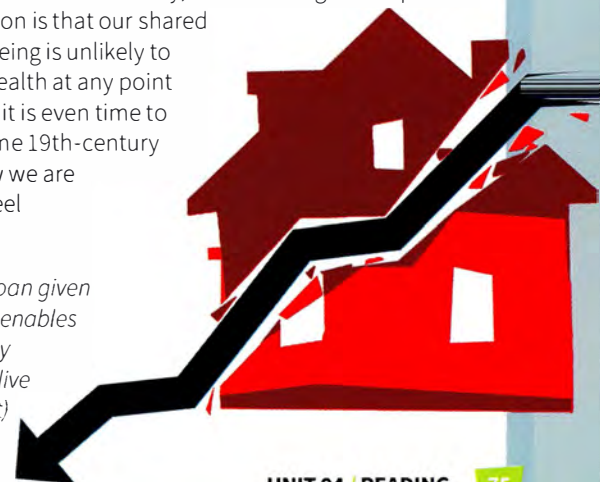 on is that our shared
eing is unlikely to
ealth at any point
it is even time to
ne 19th-century
we are
eel
oan given
enables
y
live
UNIT 04 / READING 75